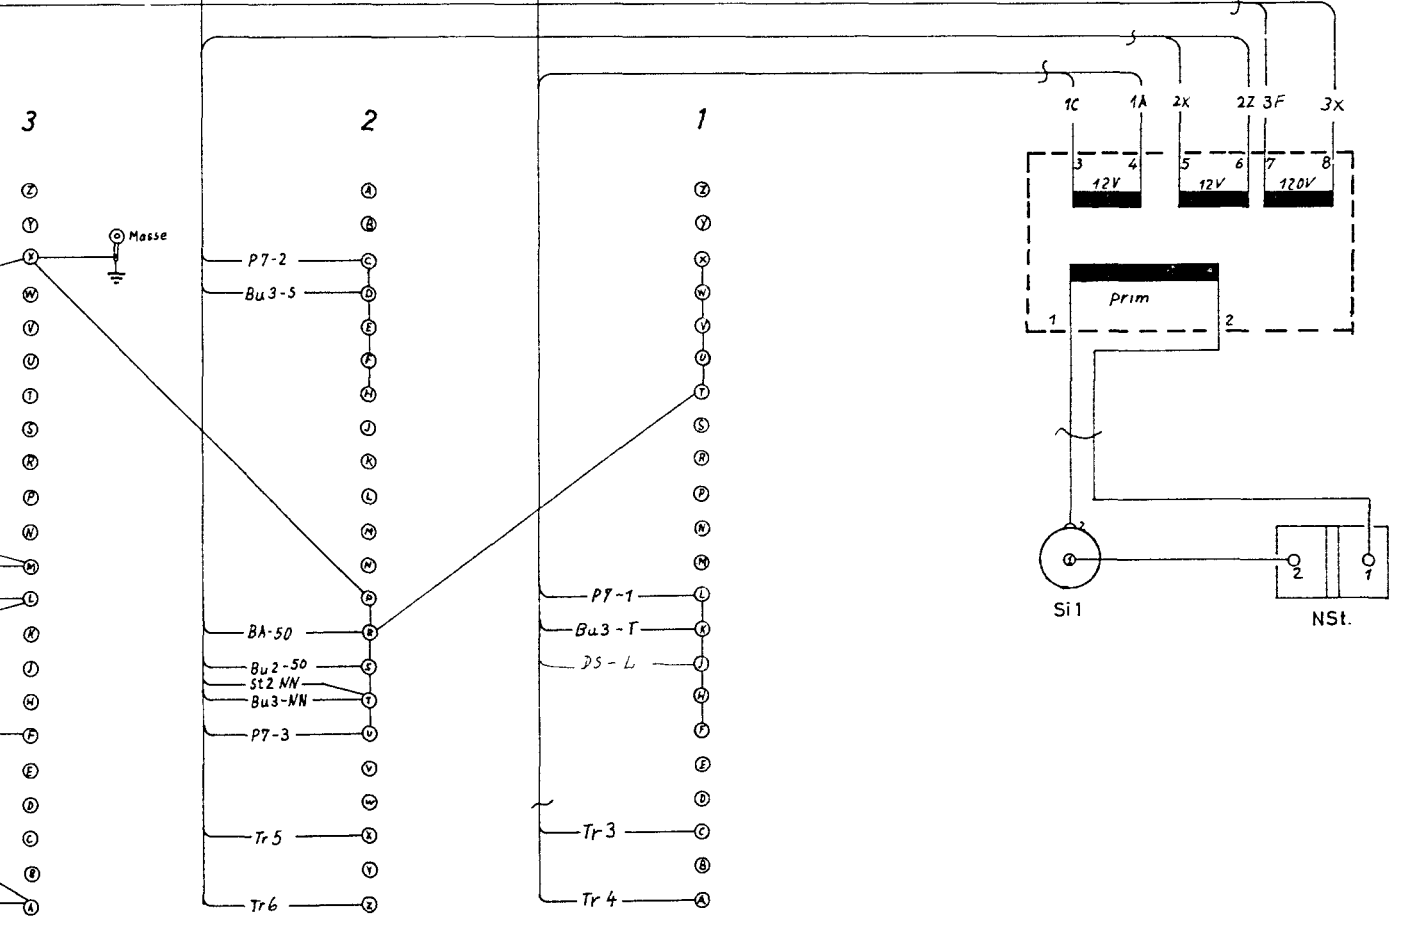 1C 1A 2X 2Z 3F 3X
3 2 1
3 4 5 6 7 8
12V 12V 120V
prim
1 2
Z A Z
Y B Y
Masse
X P7-2 C X
W Bu3-S D W
V E V
U F U
T H T
S J S
R K R
P L P
N M N
M N M
L P P7-1 L
K BA-50 R Bu3-T K
J Bu2-50 S DS-L J
St2 NN
H Bu3-NN T H
F P7-3 U F
E V E
D W D
C Tr5 X Tr3 C
B Y B
A Tr6 Z Tr4 A
2
1 2 1
Si1
NSt.